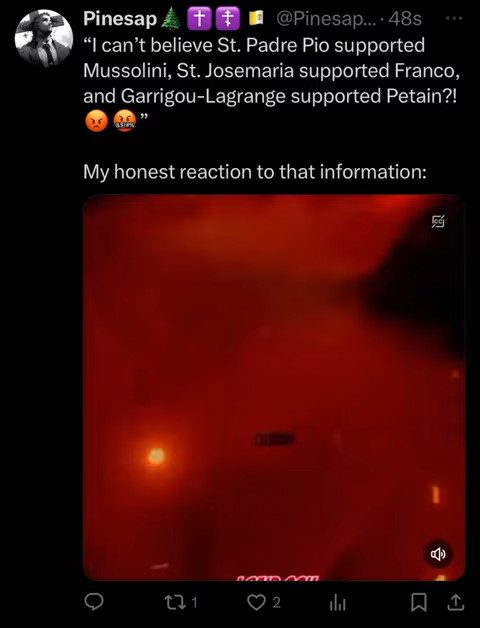 Pinesap🌲✝️☦️🇻🇦 @Pinesap... · 48s
“I can’t believe St. Padre Pio supported
Mussolini, St. Josemaria supported Franco,
and Garrigou-Lagrange supported Petain?!
😡 🤬”
My honest reaction to that information:
1
2